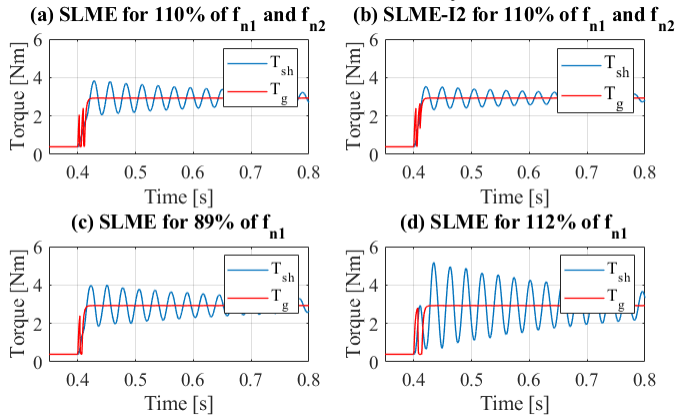 (a) SLME for 110% of fn1 and fn2
6
4
2
0
Torque [Nm]
Tsh
Tg
0.4 0.5 0.6 0.7 0.8
Time [s]
(b) SLME-I2 for 110% of fn1 and fn2
6
4
2
0
Torque [Nm]
Tsh
Tg
0.4 0.5 0.6 0.7 0.8
Time [s]
(c) SLME for 89% of fn1
6
4
2
0
Torque [Nm]
Tsh
Tg
0.4 0.5 0.6 0.7 0.8
Time [s]
(d) SLME for 112% of fn1
6
4
2
0
Torque [Nm]
Tsh
Tg
0.4 0.5 0.6 0.7 0.8
Time [s]